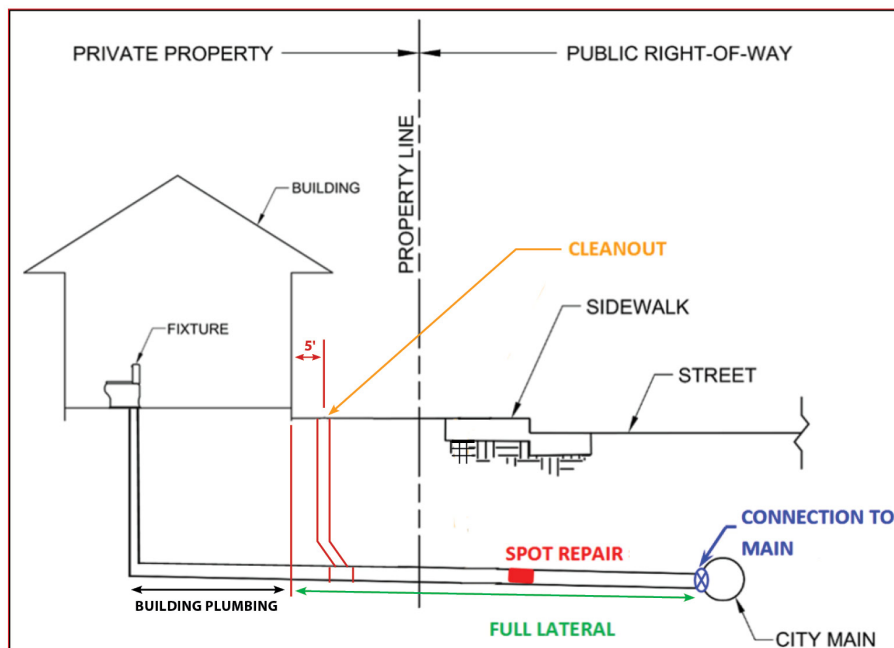 PRIVATE PROPERTY
PUBLIC RIGHT-OF-WAY
PROPERTY LINE
BUILDING
CLEANOUT
SIDEWALK
FIXTURE
5'
STREET
CONNECTION TO
MAIN
SPOT REPAIR
BUILDING PLUMBING
FULL LATERAL
CITY MAIN